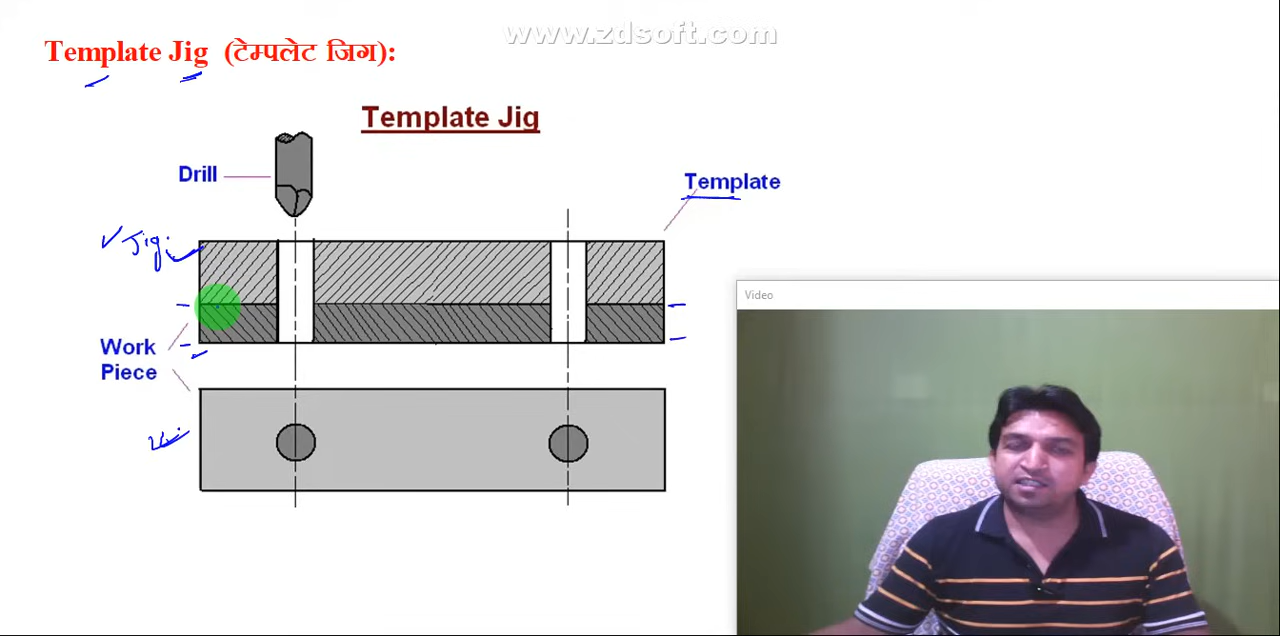 www.zdsoft.com
Template Jig (टेम्पलेट जिग):
Template Jig
Drill
Template
Jig
Video
Work
Piece